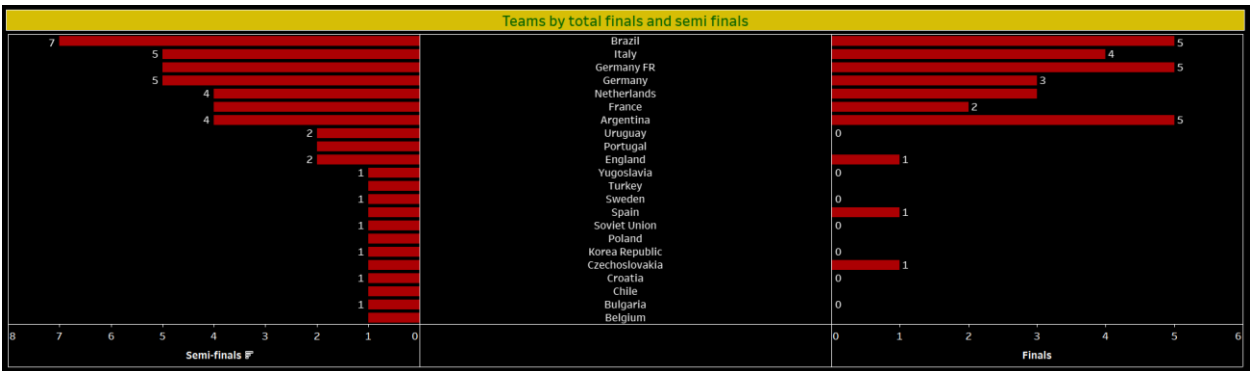 Teams by total finals and semi finals
7 Brazil 5
5 Italy 4
Germany FR 5
5 Germany 3
4 Netherlands
France 2
4 Argentina 5
2 Uruguay 0
Portugal
2 England 1
1 Yugoslavia 0
Turkey
1 Sweden 0
Spain 1
1 Soviet Union 0
Poland
1 Korea Republic 0
Czechoslovakia 1
1 Croatia 0
Chile
1 Bulgaria 0
Belgium
8 7 6 5 4 3 2 1 0 0 1 2 3 4 5 6
Semi-finals Finals